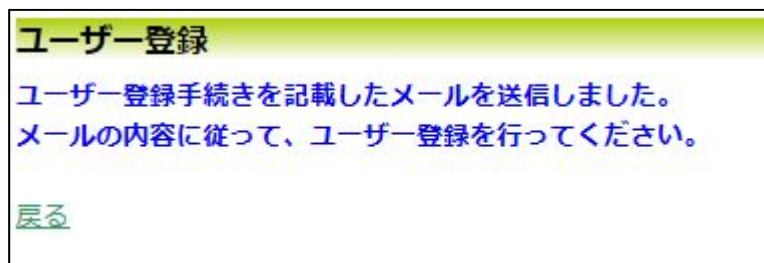 ユーザー登録
ユーザー登録手続きを記載したメールを送信しました。
メールの内容に従って、ユーザー登録を行ってください。
戻る